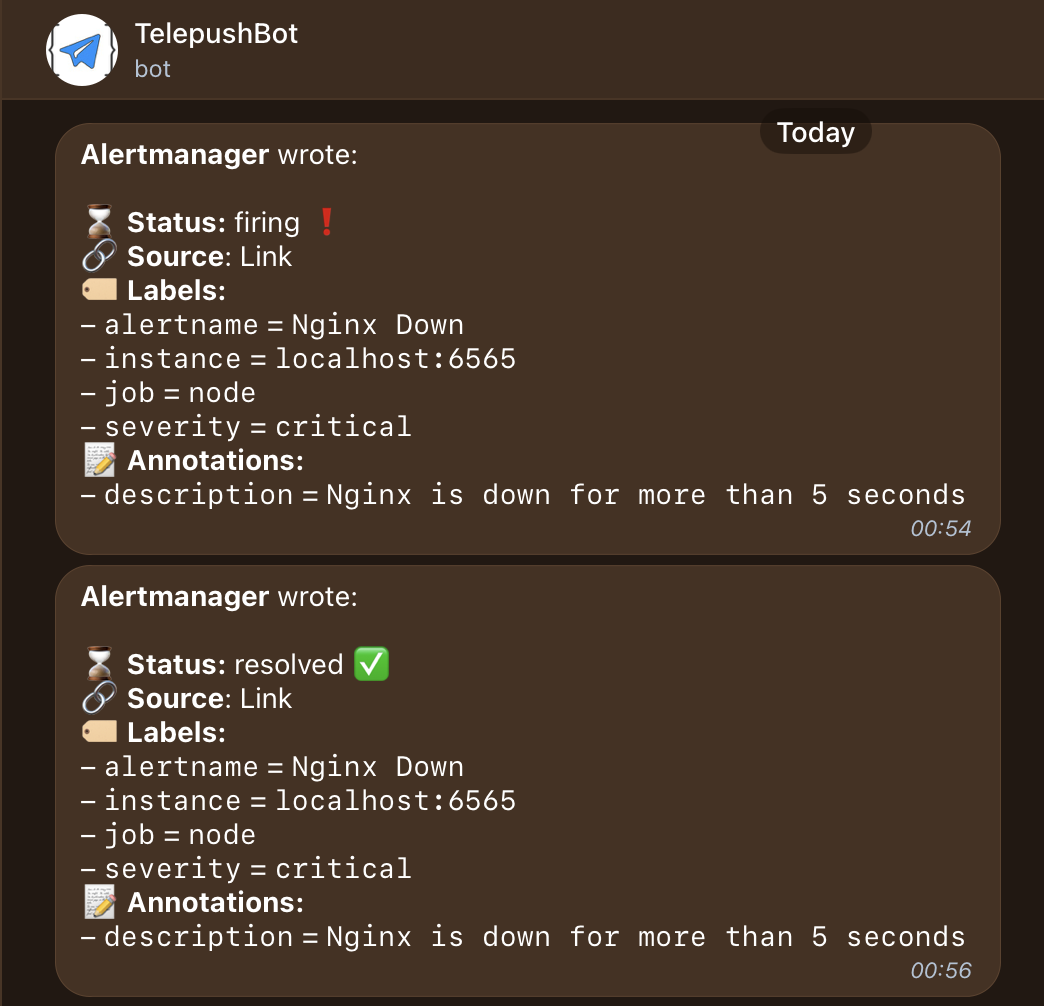 TelepushBot
bot
Today
Alertmanager wrote:
⏳ Status: firing ❗
🔗 Source: Link
🏷️ Labels:
– alertname = Nginx Down
– instance = localhost:6565
– job = node
– severity = critical
📝 Annotations:
– description = Nginx is down for more than 5 seconds
00:54
Alertmanager wrote:
⏳ Status: resolved ✅
🔗 Source: Link
🏷️ Labels:
– alertname = Nginx Down
– instance = localhost:6565
– job = node
– severity = critical
📝 Annotations:
– description = Nginx is down for more than 5 seconds
00:56